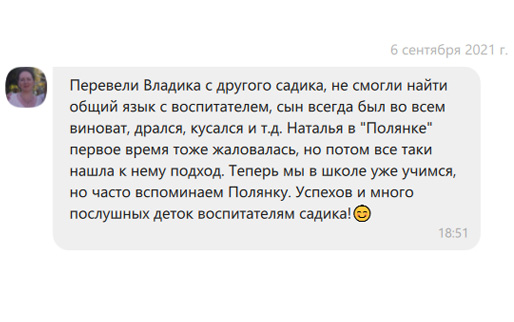 6 сентября 2021 г.
Перевели Владика с другого садика, не смогли найти
общий язык с воспитателем, сын всегда был во всем
виноват, дрался, кусался и т.д. Наталья в "Полянке"
первое время тоже жаловалась, но потом все таки
нашла к нему подход. Теперь мы в школе уже учимся,
но часто вспоминаем Полянку. Успехов и много
послушных деток воспитателям садика!😊
18:51